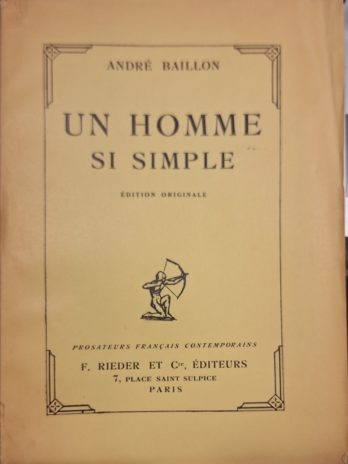 ANDRÉ BAILLON
UN HOMME
SI SIMPLE
ÉDITION ORIGINALE
PROSATEURS FRANÇAIS CONTEMPORAINS
F. RIEDER ET Cie, ÉDITEURS
7, PLACE SAINT SULPICE
PARIS